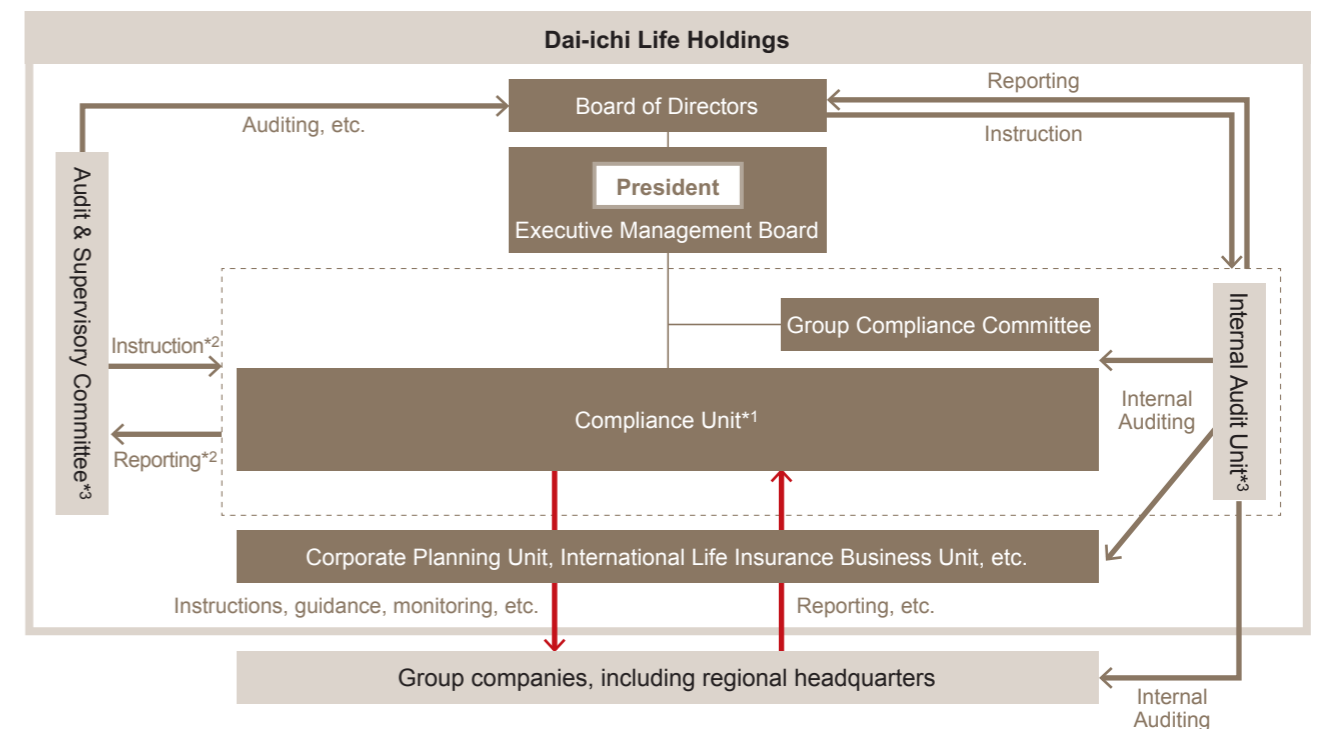 Dai-ichi Life Holdings
Board of Directors
Reporting
Instruction
Auditing, etc.
President
Executive Management Board
Audit & Supervisory Committee*3
Internal Audit Unit*3
Group Compliance Committee
Instruction*2
Compliance Unit*1
Internal
Auditing
Reporting*2
Corporate Planning Unit, International Life Insurance Business Unit, etc.
Instructions, guidance, monitoring, etc.
Reporting, etc.
Group companies, including regional headquarters
Internal
Auditing